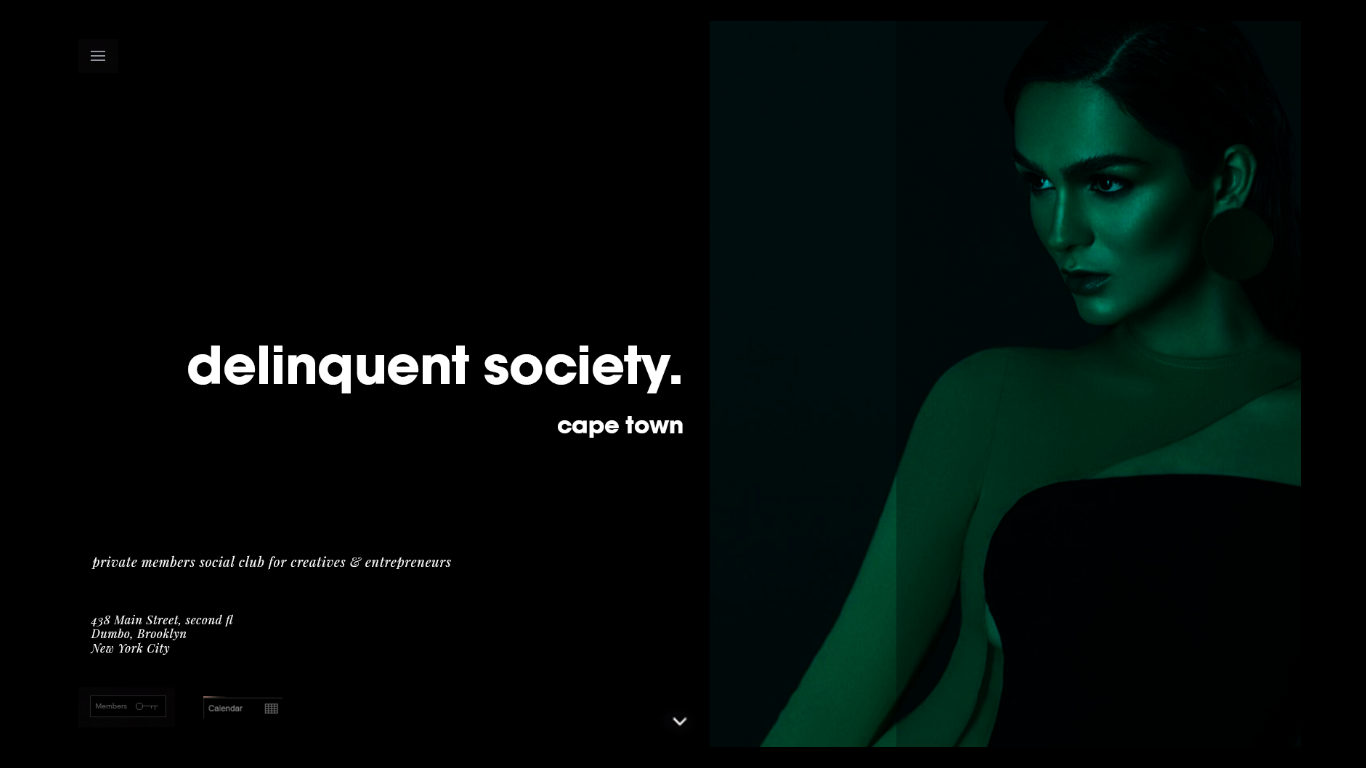 delinquent society.
cape town
private members social club for creatives & entrepreneurs
438 Main Street, second fl
Dumbo, Brooklyn
New York City
Members
Calendar